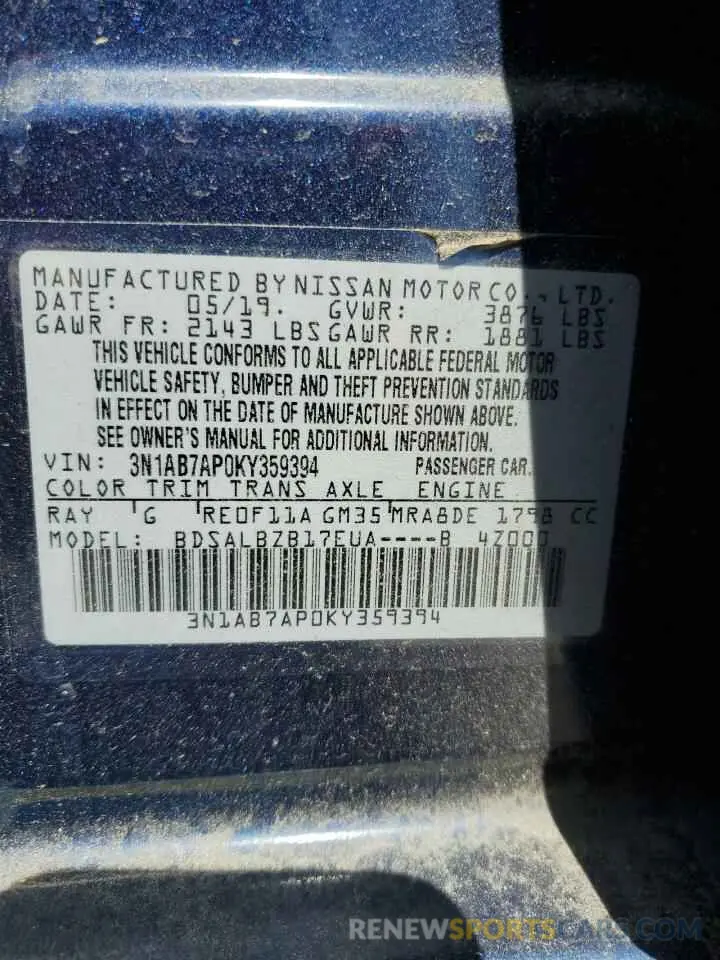 MANUFACTURED BY NISSAN MOTOR CO., LTD.
DATE: 05/19. GVWR: 3876 LBS
GAWR FR: 2143 LBS GAWR RR: 1881 LBS
THIS VEHICLE CONFORMS TO ALL APPLICABLE FEDERAL MOTOR
VEHICLE SAFETY, BUMPER AND THEFT PREVENTION STANDARDS
IN EFFECT ON THE DATE OF MANUFACTURE SHOWN ABOVE.
SEE OWNER'S MANUAL FOR ADDITIONAL INFORMATION.
VIN: 3N1AB7AP0KY359394 PASSENGER CAR.
COLOR TRIM TRANS AXLE ENGINE
RAY G RE0F11A GM35 MRA8DE 1798 CC
MODEL: BDSALBZB17EUA----B 4Z000
3N1AB7AP0KY359394
RENEWSPORTSCARS.COM